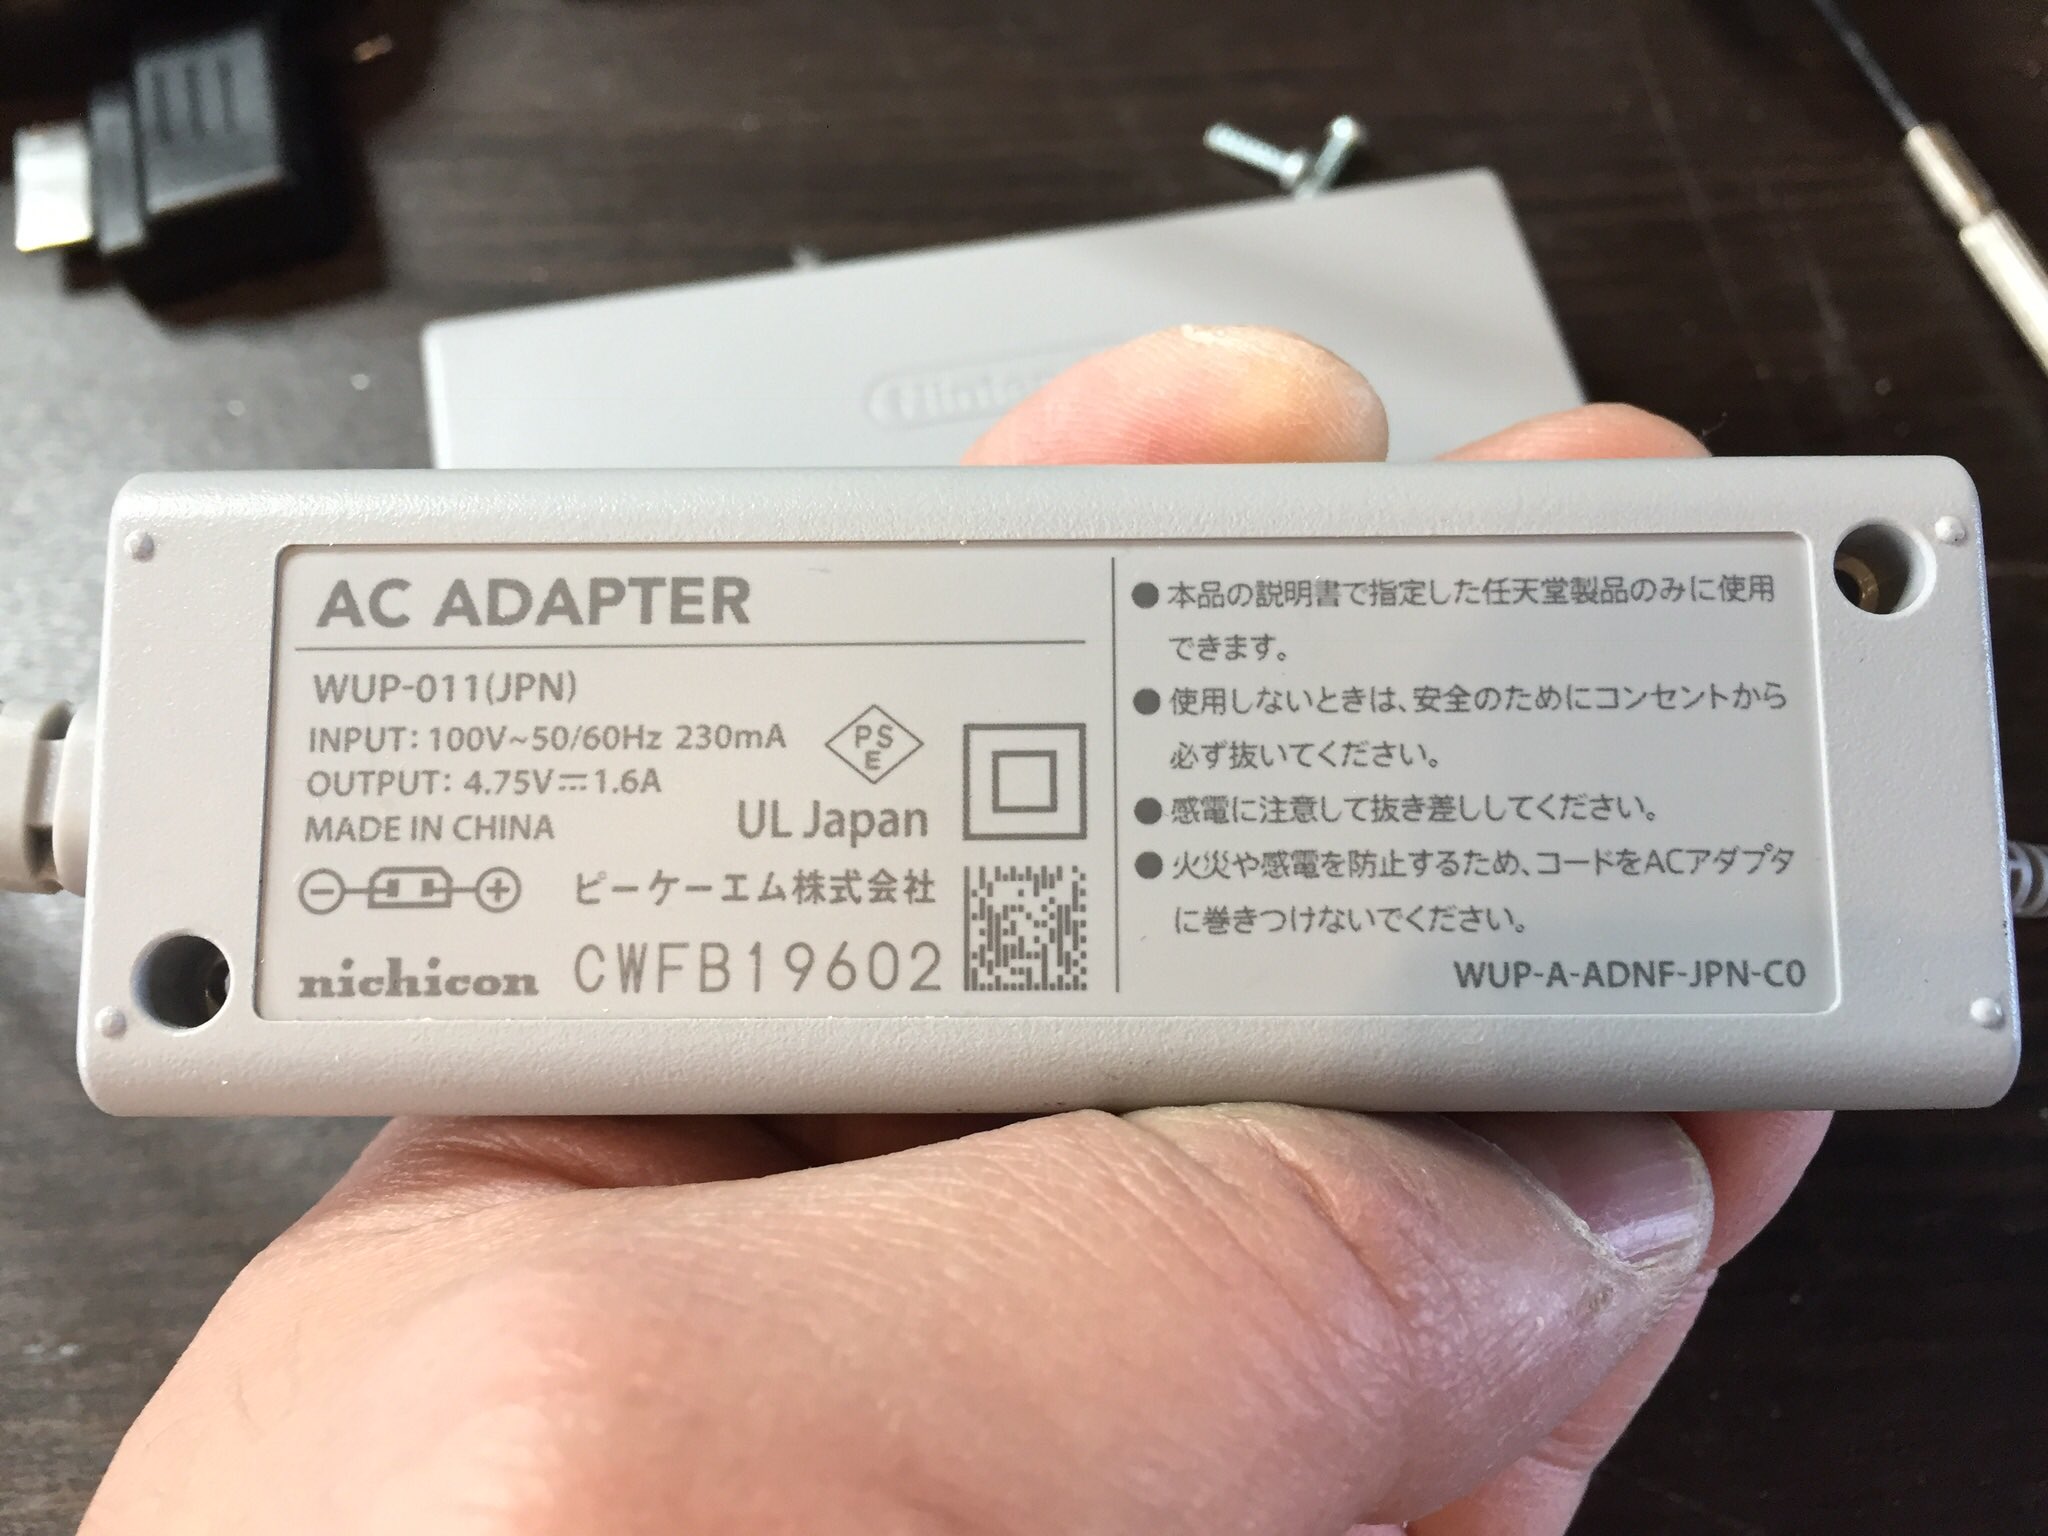 Nintendo
AC ADAPTER
WUP-011(JPN)
INPUT: 100V~50/60Hz 230mA
OUTPUT: 4.75V⎓1.6A
MADE IN CHINA
PS
E
UL Japan
ピーケーエム株式会社
nichicon
CWFB19602
●本品の説明書で指定した任天堂製品のみに使用
できます。
●使用しないときは、安全のためにコンセントから
必ず抜いてください。
●感電に注意して抜き差ししてください。
●火災や感電を防止するため、コードをACアダプタ
に巻きつけないでください。
WUP-A-ADNF-JPN-C0